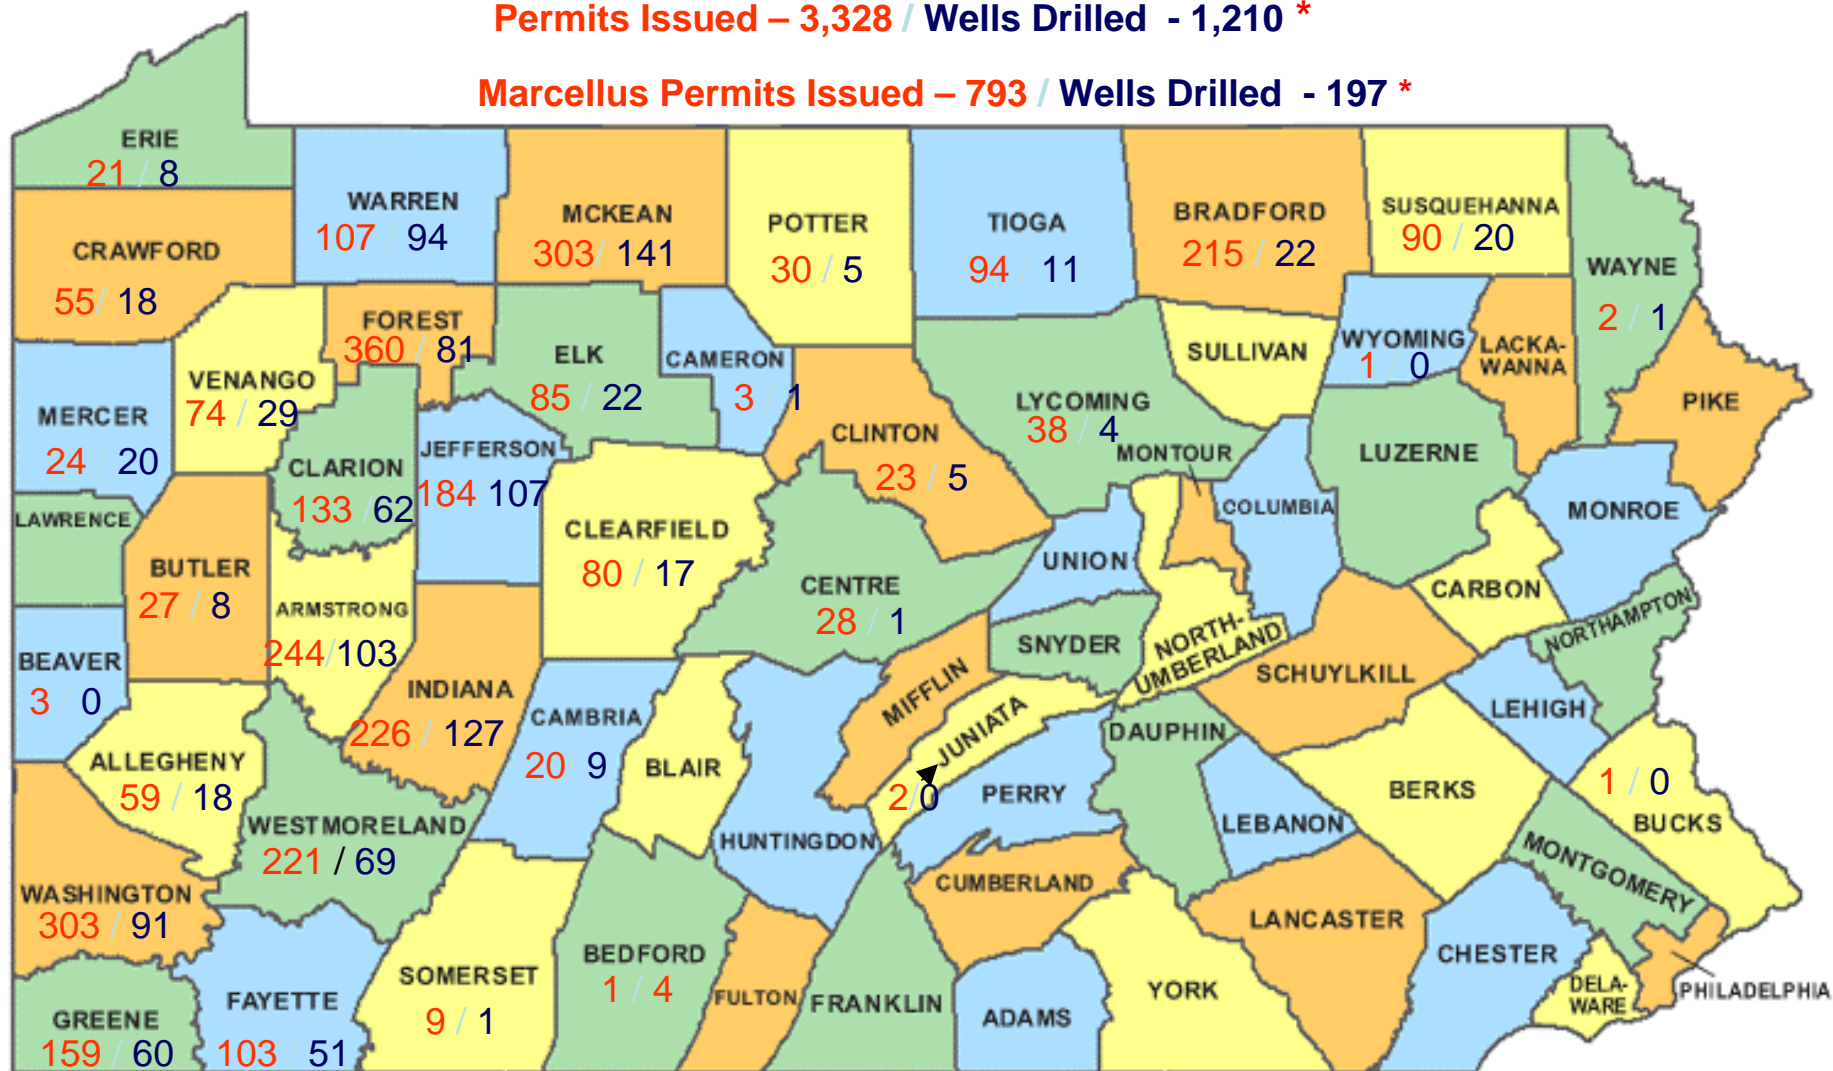 Permits Issued – 3,328 / Wells Drilled - 1,210 *
Marcellus Permits Issued – 793 / Wells Drilled - 197 *
ERIE
21 / 8
WARREN
107 / 94
MCKEAN
303/ 141
POTTER
30 / 5
TIOGA
94 / 11
BRADFORD
215 / 22
SUSQUEHANNA
90 / 20
WAYNE
2 / 1
CRAWFORD
55/ 18
FOREST
360 / 81
ELK
85 / 22
CAMERON
3 / 1
SULLIVAN
WYOMING
1 / 0
LACKA-
WANNA
PIKE
VENANGO
74 / 29
MERCER
24 / 20
CLARION
133 / 62
JEFFERSON
184 107
CLINTON
23 / 5
LYCOMING
38 / 4
MONTOUR
COLUMBIA
LUZERNE
MONROE
LAWRENCE
CLEARFIELD
80 / 17
BUTLER
27 / 8
ARMSTRONG
244/103
CENTRE
28 / 1
UNION
CARBON
NORTHAMPTON
BEAVER
3 / 0
INDIANA
226 / 127
SNYDER
NORTH-
UMBERLAND
SCHUYLKILL
MIFFLIN
CAMBRIA
20 9
JUNIATA
2/0
DAUPHIN
LEHIGH
ALLEGHENY
59 / 18
BLAIR
PERRY
BERKS
1 / 0
BUCKS
WESTMORELAND
221 / 69
HUNTINGDON
LEBANON
MONTGOMERY
WASHINGTON
303 / 91
CUMBERLAND
LANCASTER
CHESTER
BEDFORD
1 / 4
SOMERSET
9 / 1
FULTON
FRANKLIN
ADAMS
YORK
DELA-
WARE
PHILADELPHIA
FAYETTE
103 / 51
GREENE
159 / 60